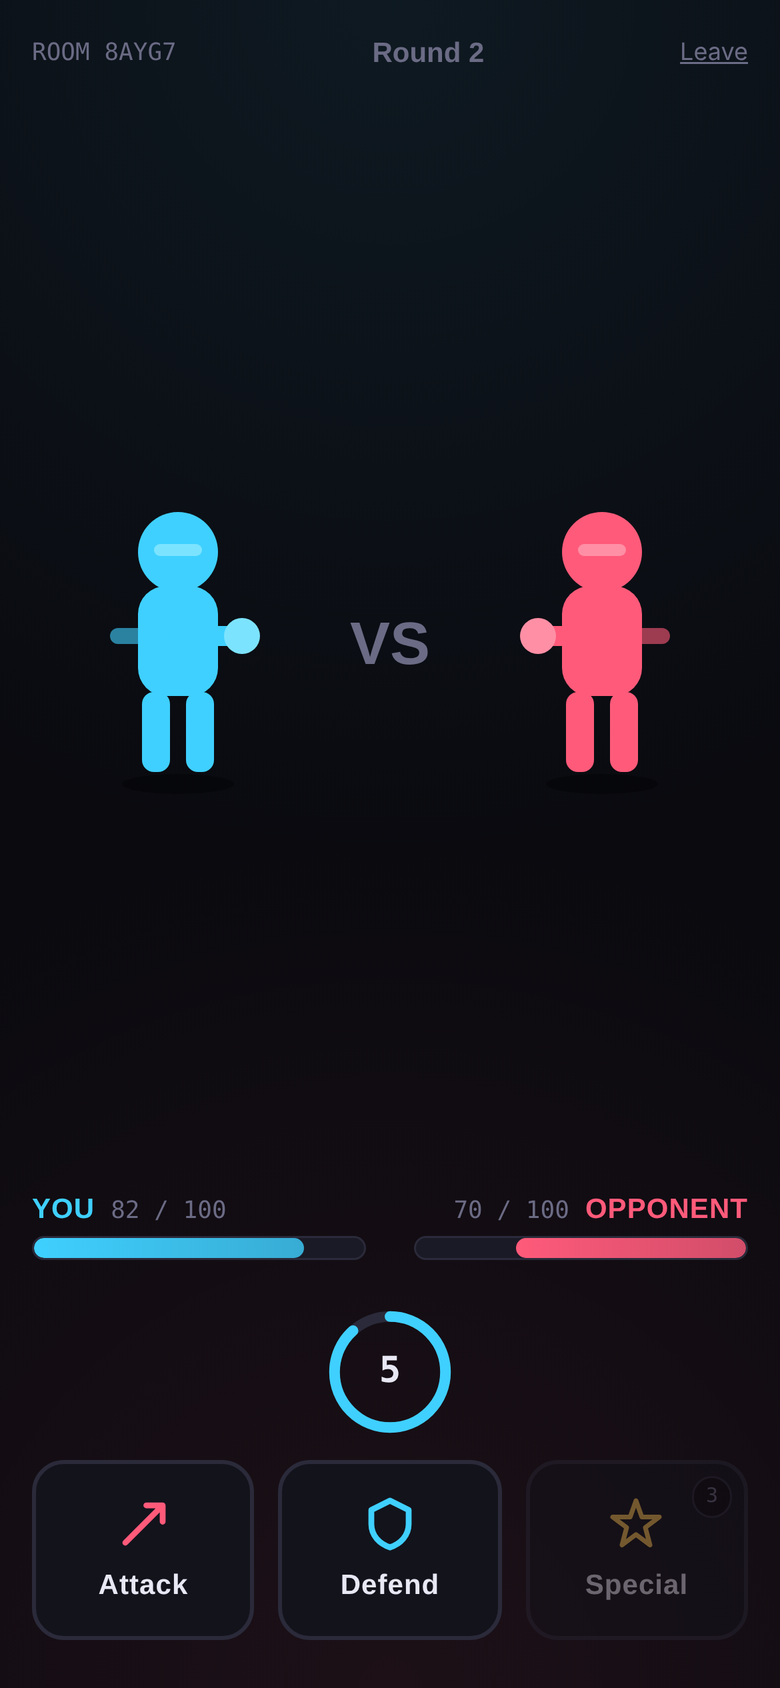 ROOM 8AYG7 Round 2 Leave
VS
YOU 82 / 100 70 / 100 OPPONENT
5
3
Attack Defend Special